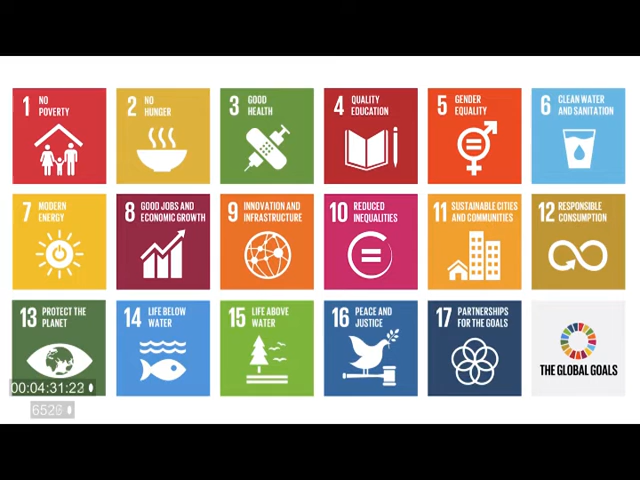 1 NO
POVERTY
2 NO
HUNGER
3 GOOD
HEALTH
4 QUALITY
EDUCATION
5 GENDER
EQUALITY
6 CLEAN WATER
AND SANITATION
7 MODERN
ENERGY
8 GOOD JOBS AND
ECONOMIC GROWTH
9 INNOVATION AND
INFRASTRUCTURE
10 REDUCED
INEQUALITIES
11 SUSTAINABLE CITIES
AND COMMUNITIES
12 RESPONSIBLE
CONSUMPTION
13 PROTECT THE
PLANET
14 LIFE BELOW
WATER
15 LIFE ABOVE
WATER
16 PEACE AND
JUSTICE
17 PARTNERSHIPS
FOR THE GOALS
THE GLOBAL GOALS
00:04:31:22